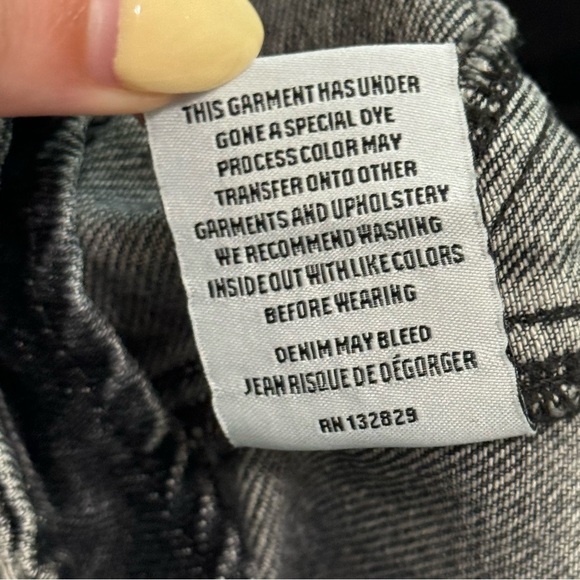 THIS GARMENT HAS UNDER
GONE A SPECIAL DYE
PROCESS COLOR MAY
TRANSFER ONTO OTHER
GARMENTS AND UPHOLSTERY
WE RECOMMEND WASHING
INSIDE OUT WITH LIKE COLORS
BEFORE WEARING
DENIM MAY BLEED
JEAN RISQUE DE DÉGORGER
RN 132829